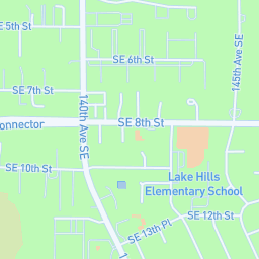 SE 5th St
SE 6th St
145th Ave SE
SE 7th St
140th Ave SE
onnector
SE 8th St
SE 10th St
Lake Hills
Elementary School
SE 12th St
SE 13th Pl
1